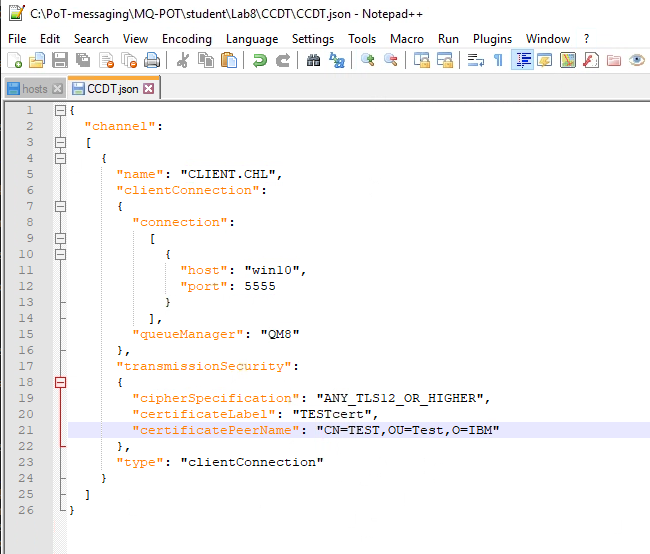 C:\PoT-messaging\MQ-POT\student\Lab8\CCDT\CCDT.json - Notepad++
File Edit Search View Encoding Language Settings Tools Macro Run Plugins Window ?
hosts CCDT.json
1 {
2 "channel":
3 [
4 {
5 "name": "CLIENT.CHL",
6 "clientConnection":
7 {
8 "connection":
9 [
10 {
11 "host": "win10",
12 "port": 5555
13 }
14 ],
15 "queueManager": "QM8"
16 },
17 "transmissionSecurity":
18 {
19 "cipherSpecification": "ANY_TLS12_OR_HIGHER",
20 "certificateLabel": "TESTcert",
21 "certificatePeerName": "CN=TEST,OU=Test,O=IBM"
22 },
23 "type": "clientConnection"
24 }
25 ]
26 }